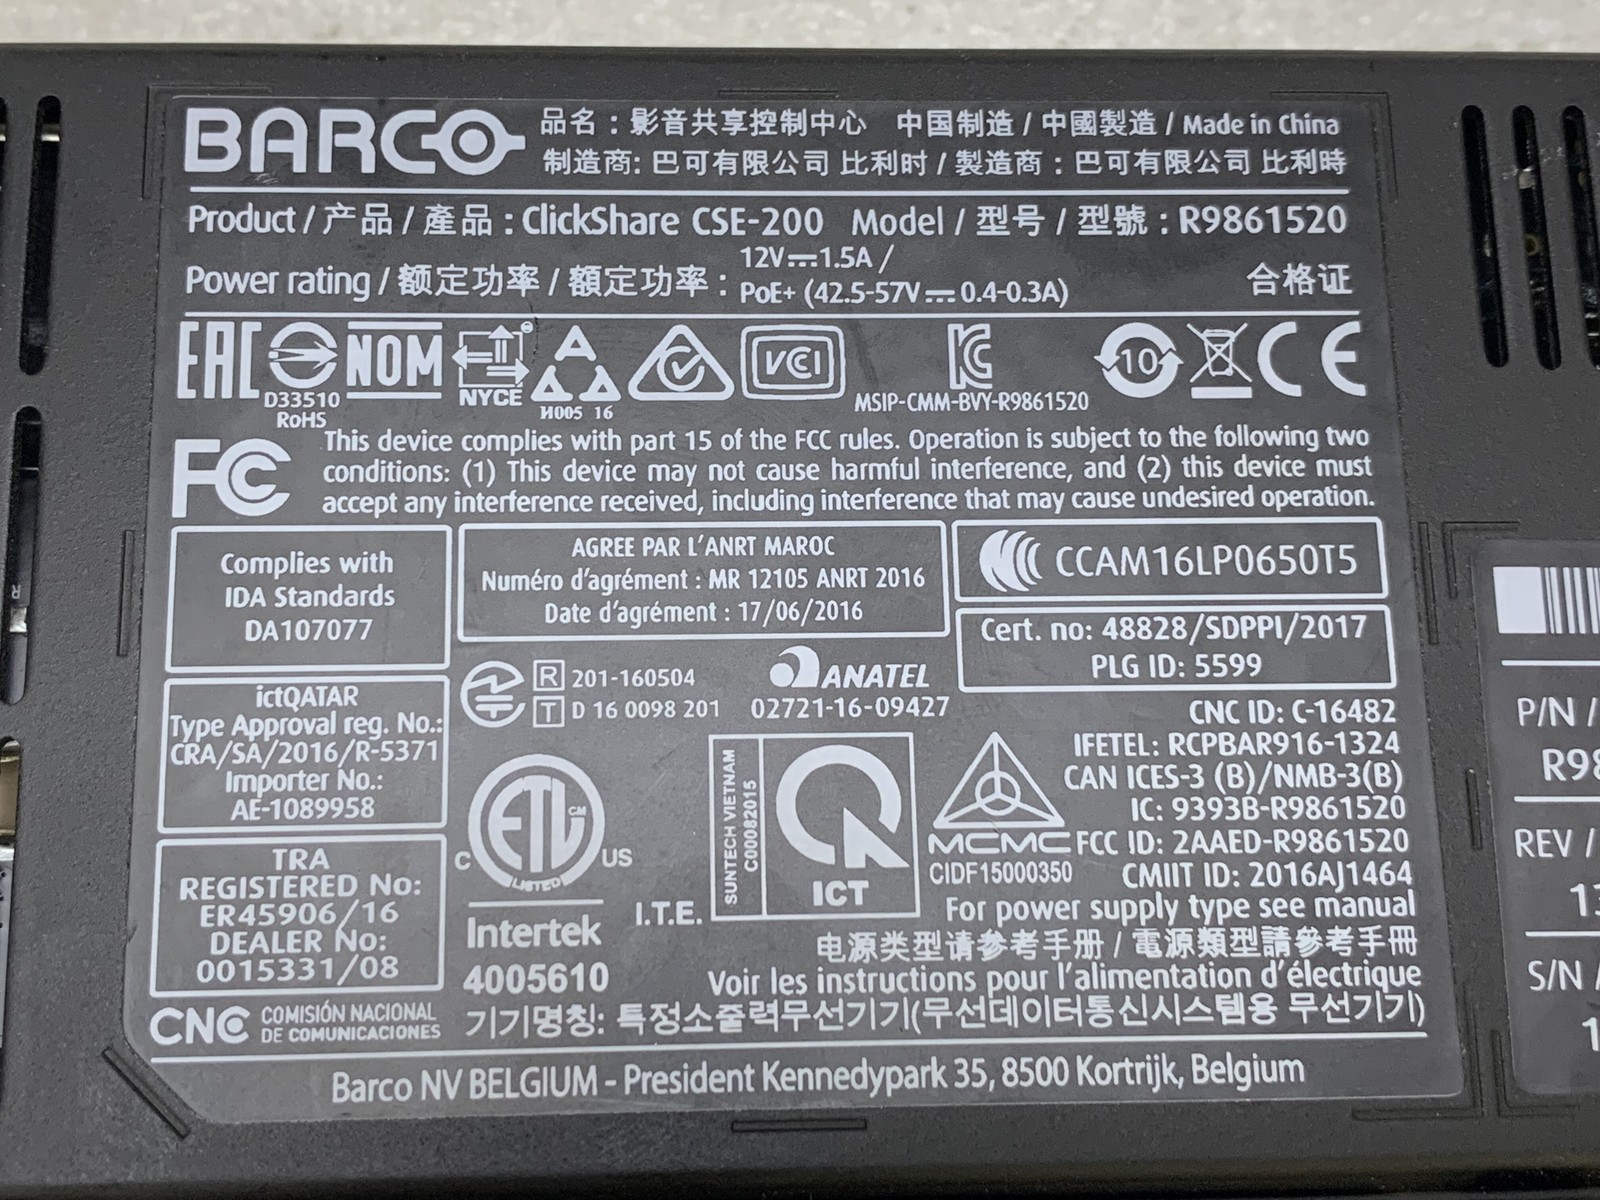 BARCO
品名：影音共享控制中心 中国制造 / 中國製造 / Made in China
制造商: 巴可有限公司 比利时 / 製造商：巴可有限公司 比利時
Product / 产品 / 產品 : ClickShare CSE-200 Model / 型号 / 型號 : R9861520
Power rating / 额定功率 / 額定功率 : 12V⎓1.5A /
PoE+ (42.5-57V⎓0.4-0.3A)
合格证
EAC
D33510
RoHS
NOM
NYCE
H005 16
VCI
MSIP-CMM-BVY-R9861520
10
CE
FC
This device complies with part 15 of the FCC rules. Operation is subject to the following two
conditions: (1) This device may not cause harmful interference, and (2) this device must
accept any interference received, including interference that may cause undesired operation.
Complies with
IDA Standards
DA107077
AGREE PAR L'ANRT MAROC
Numéro d'agrément : MR 12105 ANRT 2016
Date d'agrément : 17/06/2016
CCAM16LP0650T5
Cert. no: 48828/SDPPI/2017
PLG ID: 5599
ictQATAR
Type Approval reg. No.:
CRA/SA/2016/R-5371
Importer No.:
AE-1089958
R 201-160504
T D 16 0098 201
ANATEL
02721-16-09427
CNC ID: C-16482
IFETEL: RCPBAR916-1324
CAN ICES-3 (B)/NMB-3(B)
IC: 9393B-R9861520
FCC ID: 2AAED-R9861520
CMIIT ID: 2016AJ1464
MCMC
CIDF15000350
SUNTECH VIETNAM
C00082015
ICT
ETL CM
C US
LISTED
Intertek
4005610
I.T.E.
TRA
REGISTERED No:
ER45906/16
DEALER No:
0015331/08
For power supply type see manual
电源类型请参考手册 / 電源類型請參考手冊
Voir les instructions pour l'alimentation d'électrique
CNC COMISIÓN NACIONAL
DE COMUNICACIONES
기기명칭: 특정소출력무선기기(무선데이터통신시스템용 무선기기)
Barco NV BELGIUM - President Kennedypark 35, 8500 Kortrijk, Belgium
P/N /
R98
REV /
13
S/N /
1